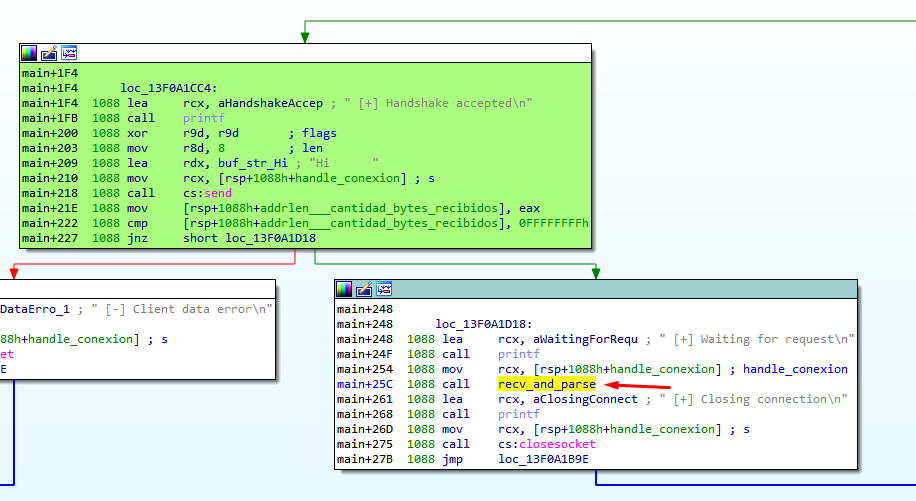 main+1F4
main+1F4 loc_13F0A1CC4:
main+1F4 1088 lea rcx, aHandshakeAccep ; " [+] Handshake accepted\n"
main+1FB 1088 call printf
main+200 1088 xor r9d, r9d ; flags
main+203 1088 mov r8d, 8 ; len
main+209 1088 lea rdx, buf_str_Hi ; "Hi      "
main+210 1088 mov rcx, [rsp+1088h+handle_conexion] ; s
main+218 1088 call cs:send
main+21E 1088 mov [rsp+1088h+addrlen___cantidad_bytes_recibidos], eax
main+222 1088 cmp [rsp+1088h+addrlen___cantidad_bytes_recibidos], 0FFFFFFFFh
main+227 1088 jnz short loc_13F0A1D18
DataErro_1 ; " [-] Client data error\n"
88h+handle_conexion] ; s
et
E
main+248
main+248 loc_13F0A1D18:
main+248 1088 lea rcx, aWaitingForRequ ; " [+] Waiting for request\n"
main+24F 1088 call printf
main+254 1088 mov rcx, [rsp+1088h+handle_conexion] ; handle_conexion
main+25C 1088 call recv_and_parse
main+261 1088 lea rcx, aClosingConnect ; " [+] Closing connection\n"
main+268 1088 call printf
main+26D 1088 mov rcx, [rsp+1088h+handle_conexion] ; s
main+275 1088 call cs:closesocket
main+27B 1088 jmp loc_13F0A1B9E